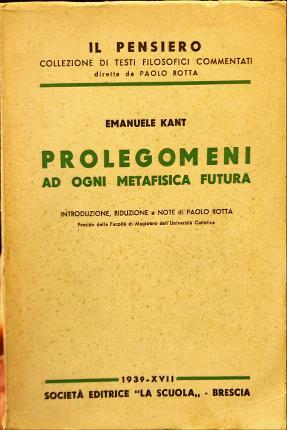 IL PENSIERO
COLLEZIONE DI TESTI FILOSOFICI COMMENTATI
diretta da PAOLO ROTTA
EMANUELE KANT
PROLEGOMENI
AD OGNI METAFISICA FUTURA
INTRODUZIONE, RIDUZIONE e NOTE di PAOLO ROTTA
Preside della Facoltà di Magistero dell'Università Cattolica
1939-XVII
SOCIETÀ EDITRICE "LA SCUOLA„ - BRESCIA